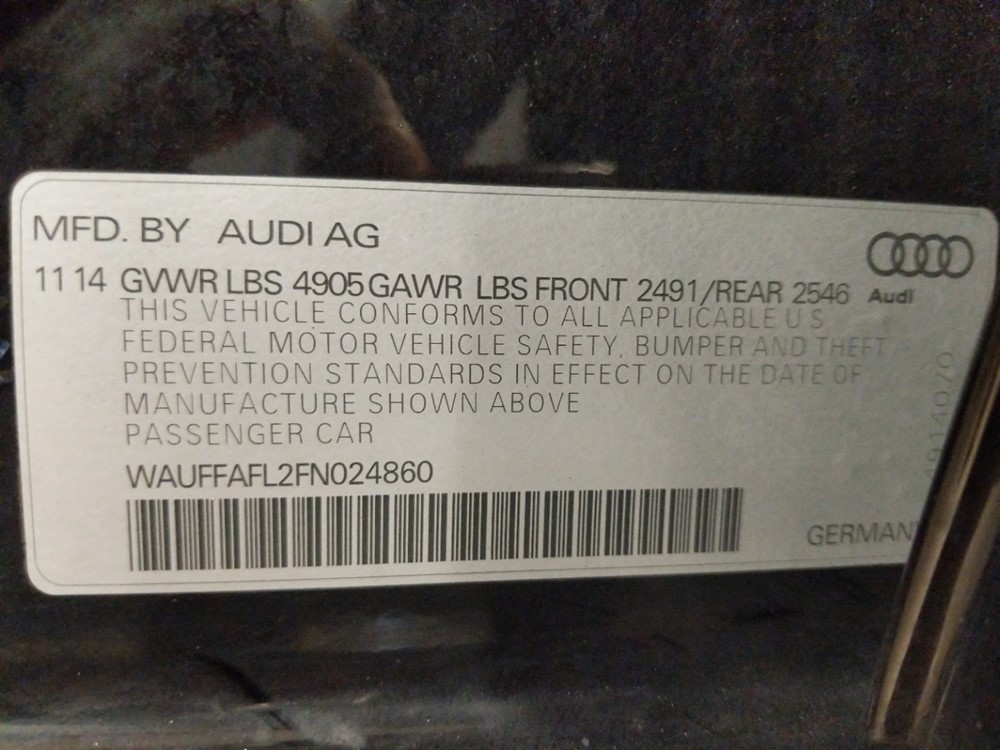 MFD. BY AUDI AG
11 14 GVWR LBS 4905 GAWR LBS FRONT 2491/REAR 2546
Audi
THIS VEHICLE CONFORMS TO ALL APPLICABLE U S
FEDERAL MOTOR VEHICLE SAFETY, BUMPER AND THEFT
PREVENTION STANDARDS IN EFFECT ON THE DATE OF
MANUFACTURE SHOWN ABOVE
PASSENGER CAR
WAUFFAFL2FN024860
GERMAN